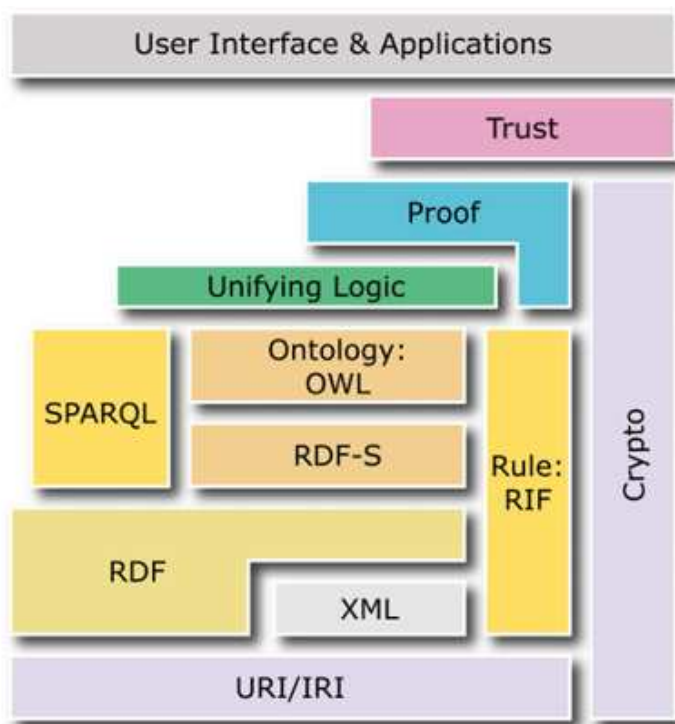 User Interface & Applications
Trust
Proof
Unifying Logic
Ontology:
OWL
SPARQL
RDF-S
Rule:
RIF
Crypto
RDF
XML
URI/IRI